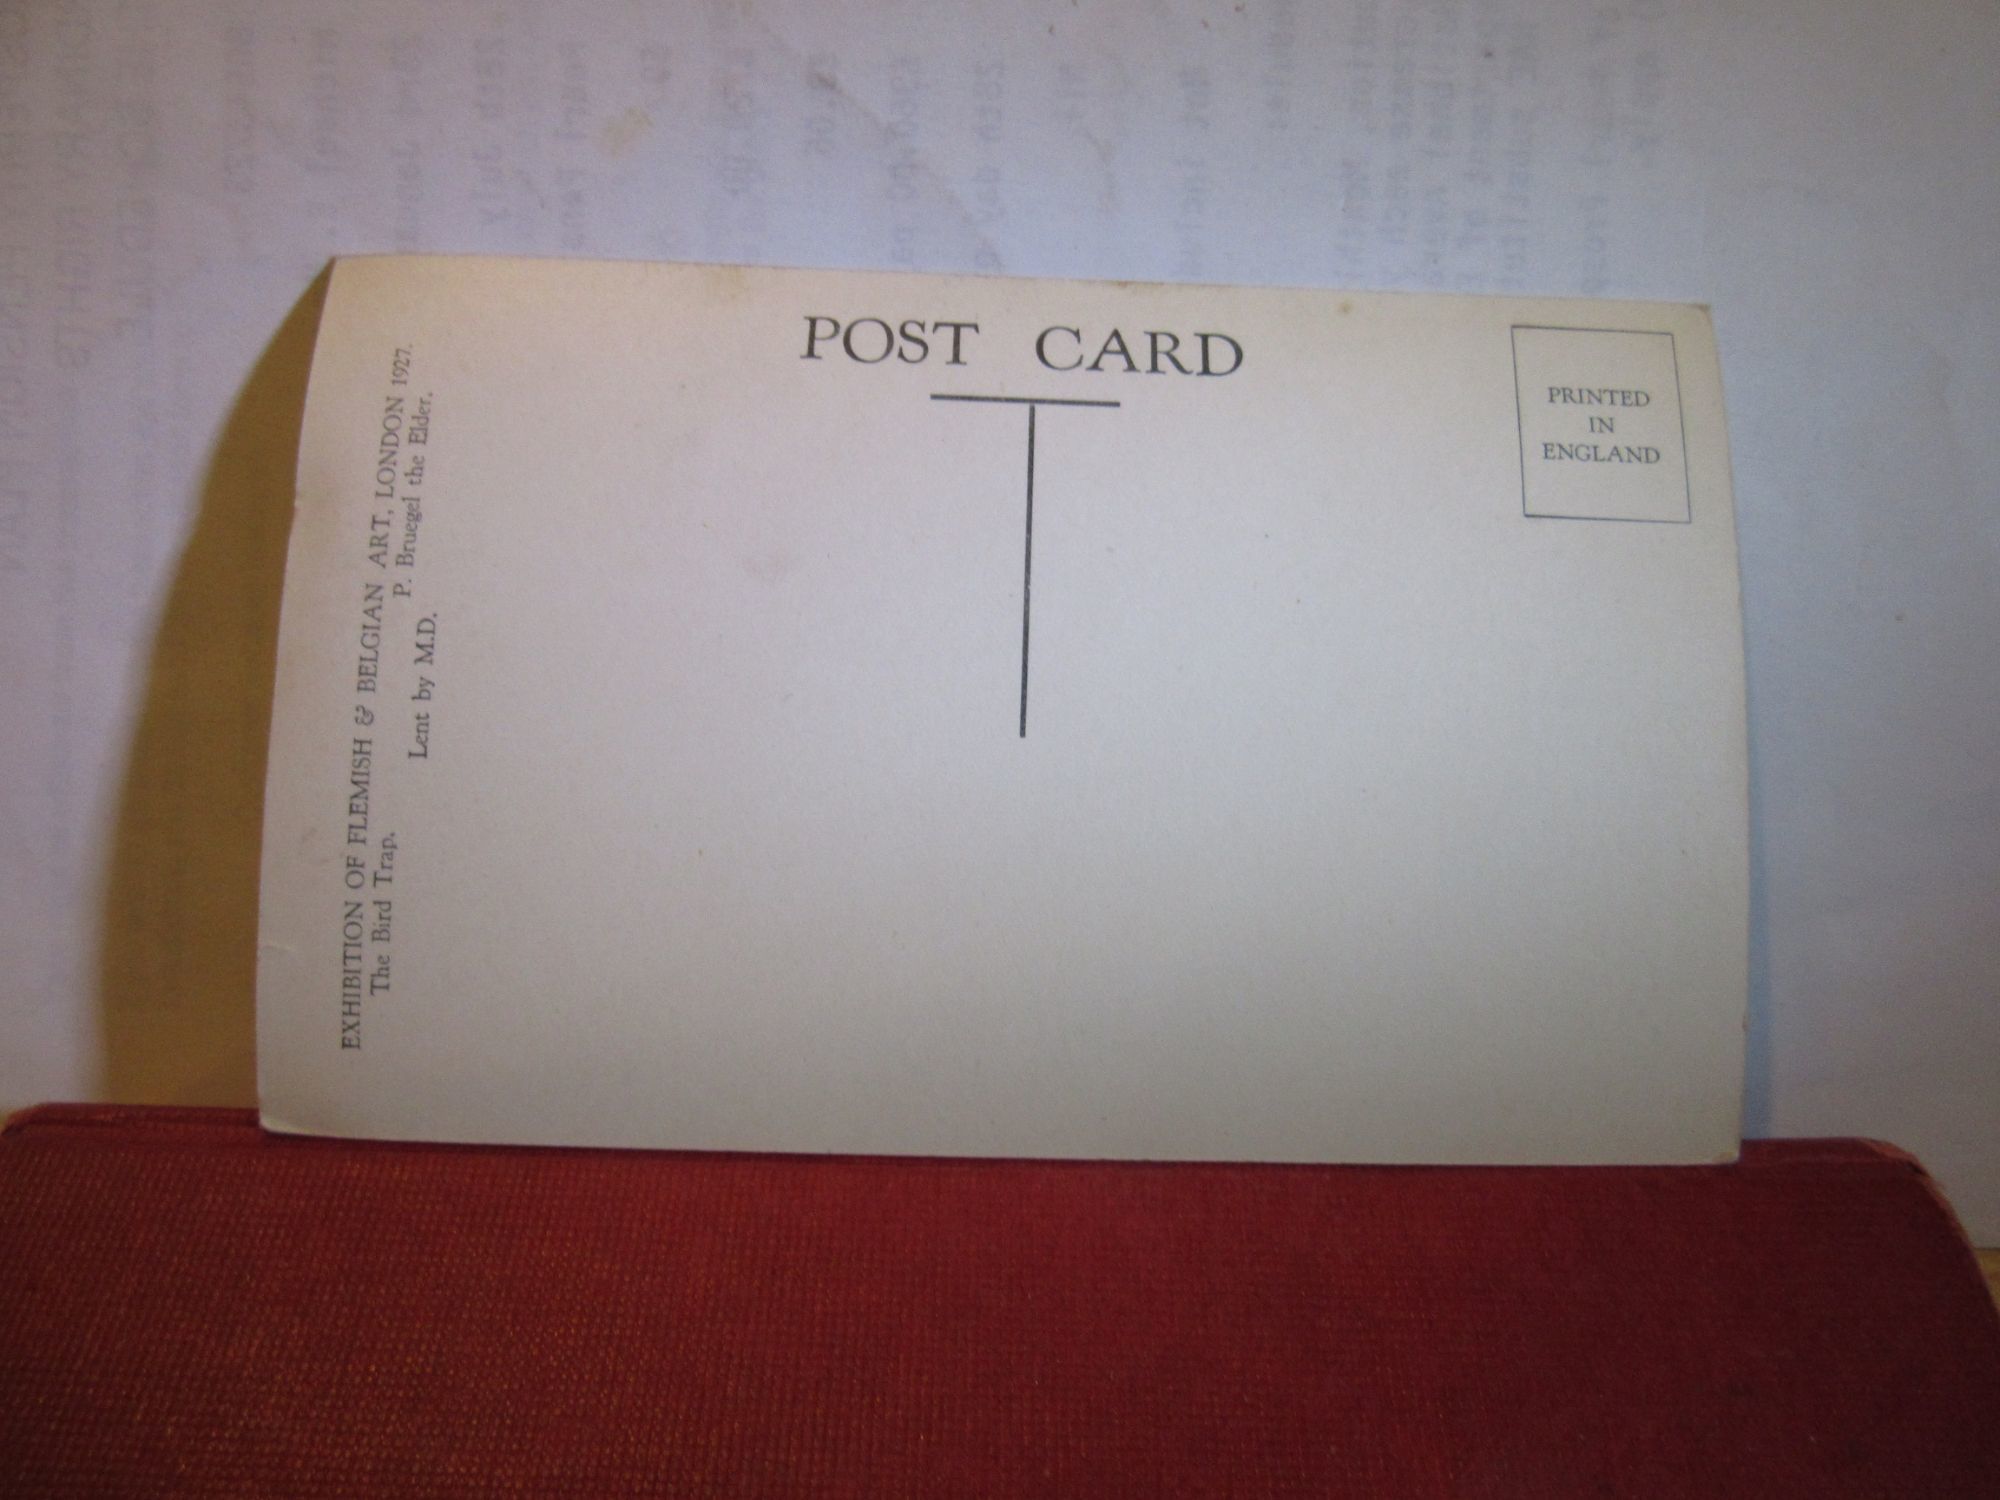 POST CARD
PRINTED
IN
ENGLAND
EXHIBITION OF FLEMISH & BELGIAN ART, LONDON 1927.
The Bird Trap. P. Bruegel the Elder.
Lent by M.D.